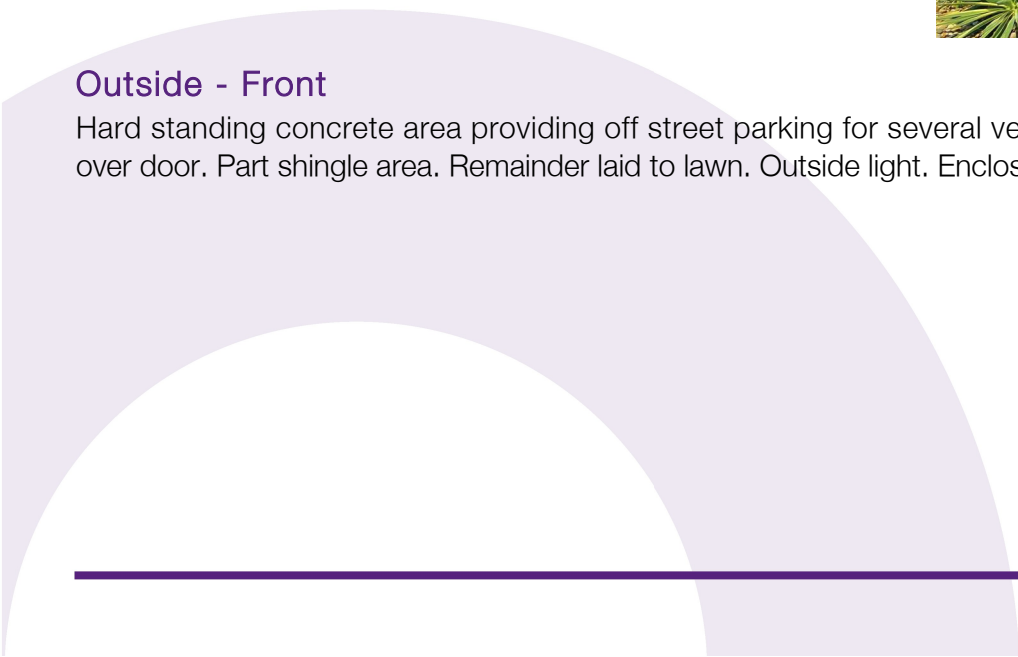 Outside - Front
Hard standing concrete area providing off street parking for several
over door. Part shingle area. Remainder laid to lawn. Outside light.